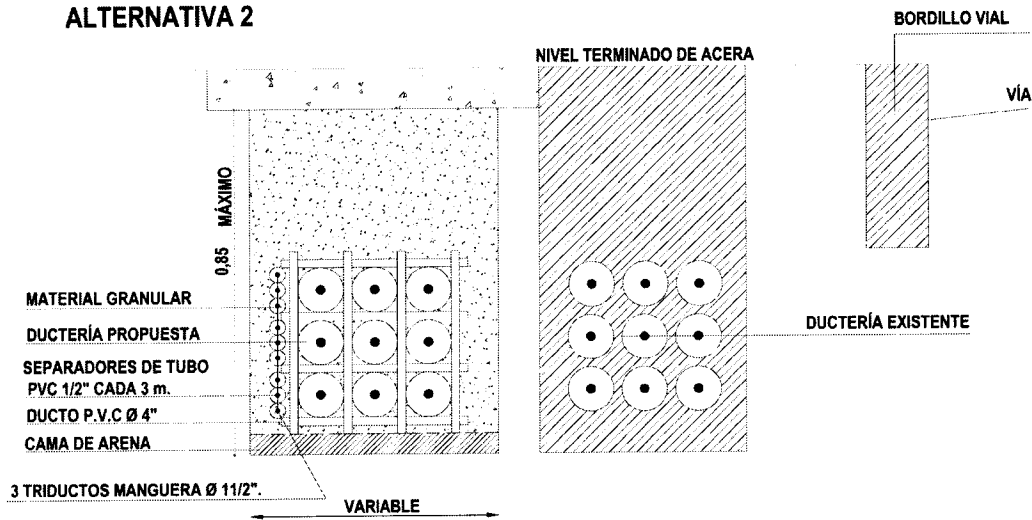 ALTERNATIVA 2
BORDILLO VIAL
NIVEL TERMINADO DE ACERA
VÍA
0,85 MÁXIMO
MATERIAL GRANULAR
DUCTERÍA PROPUESTA
DUCTERÍA EXISTENTE
SEPARADORES DE TUBO
PVC 1/2" CADA 3 m.
DUCTO P.V.C Ø 4"
CAMA DE ARENA
3 TRIDUCTOS MANGUERA Ø 11/2".
VARIABLE